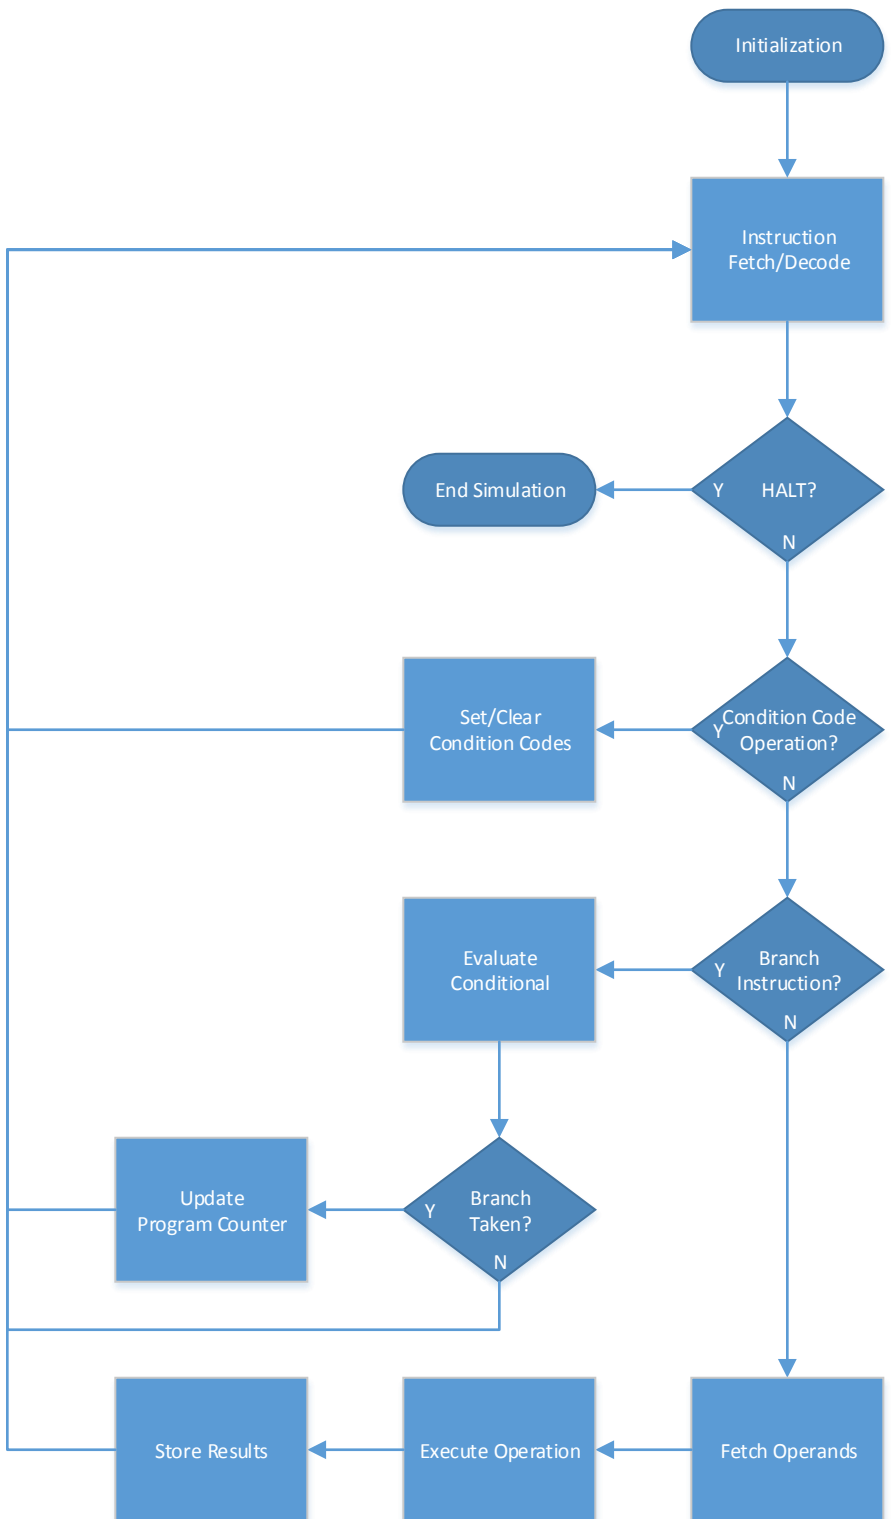 Initialization
Instruction
Fetch/Decode
End Simulation
Y
HALT?
N
Set/Clear
Condition Codes
Y
Condition Code
Operation?
N
Evaluate
Conditional
Y
Branch
Instruction?
N
Update
Program Counter
Y
Branch
Taken?
N
Store Results
Execute Operation
Fetch Operands